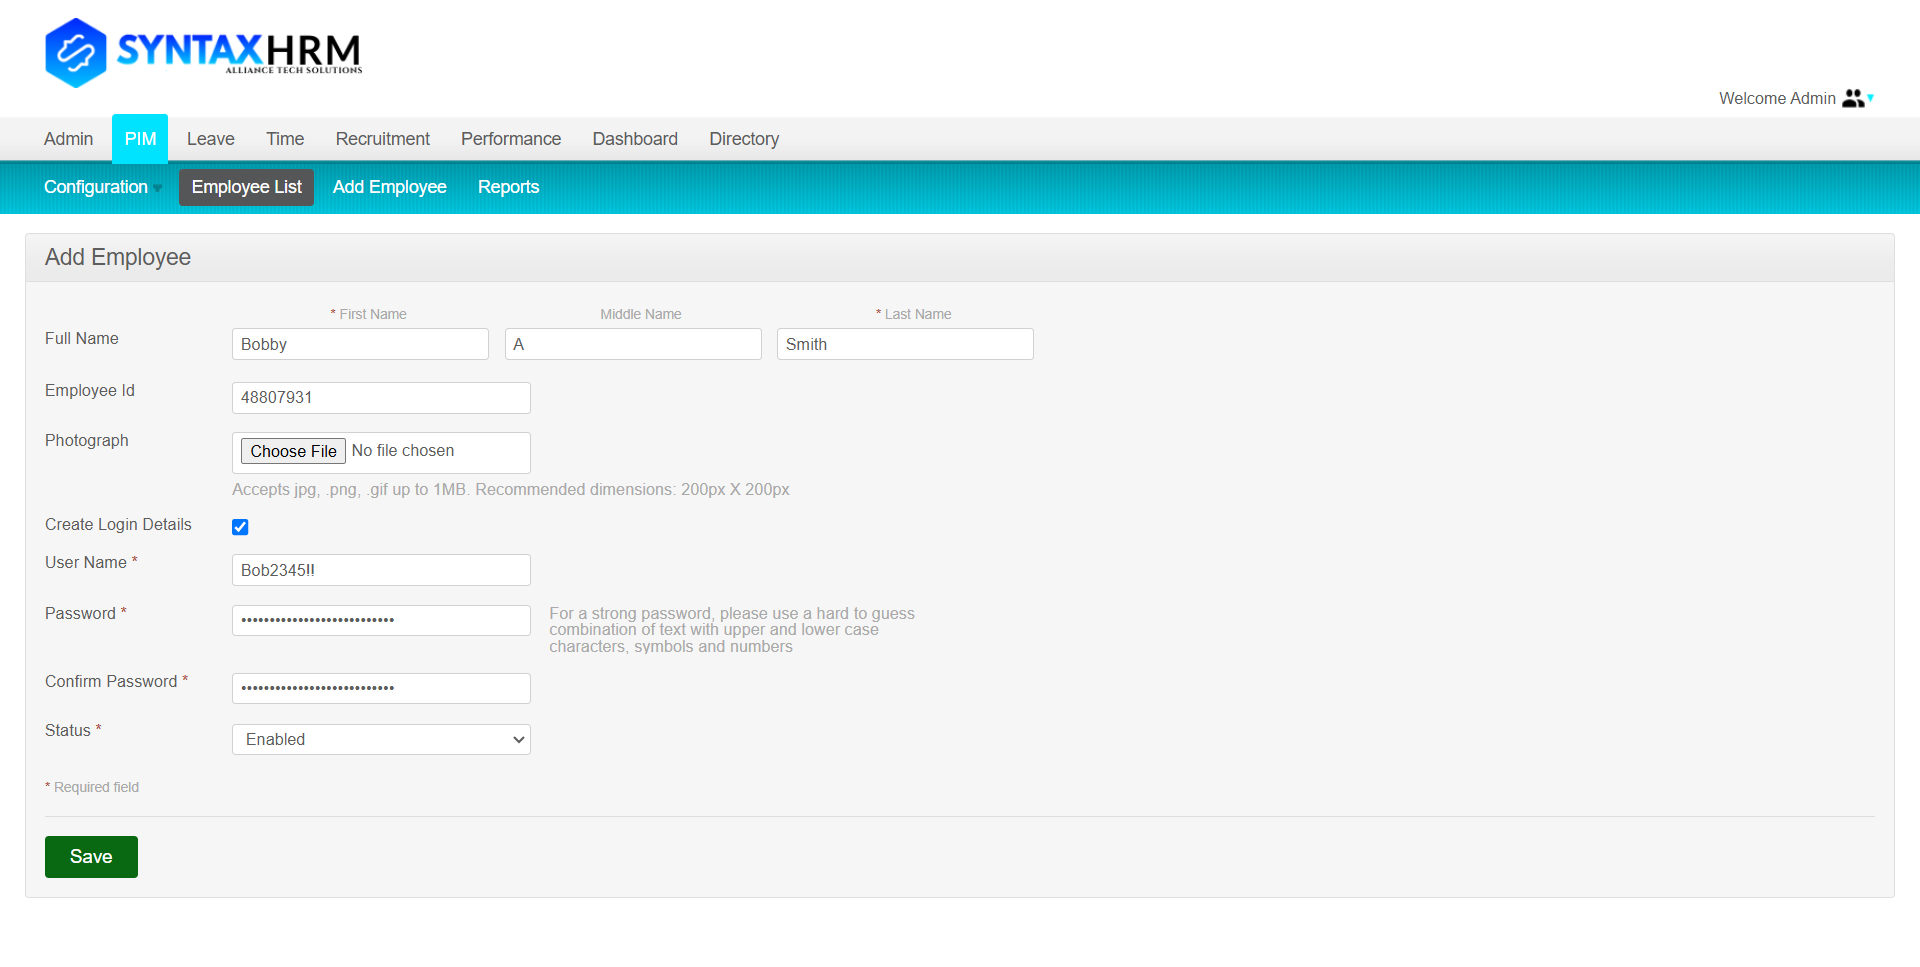 SYNTAXHRM
ALLIANCE TECH SOLUTIONS
Welcome Admin
Admin PIM Leave Time Recruitment Performance Dashboard Directory
Configuration Employee List Add Employee Reports
Add Employee
* First Name Middle Name * Last Name
Full Name Bobby A Smith
Employee Id 48807931
Photograph Choose File No file chosen
Accepts jpg, .png, .gif up to 1MB. Recommended dimensions: 200px X 200px
Create Login Details
User Name * Bob2345!!
Password * For a strong password, please use a hard to guess
combination of text with upper and lower case
characters, symbols and numbers
Confirm Password *
Status * Enabled
* Required field
Save